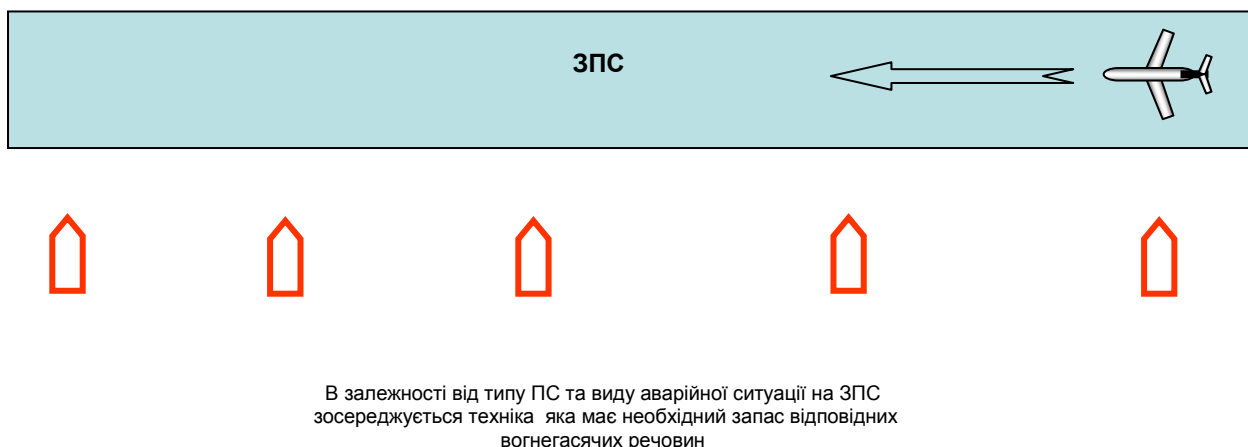 ЗПС
В залежності від типу ПС та виду аварійної ситуації на ЗПС
зосереджується техніка яка має необхідний запас відповідних
вогнегасячих речовин